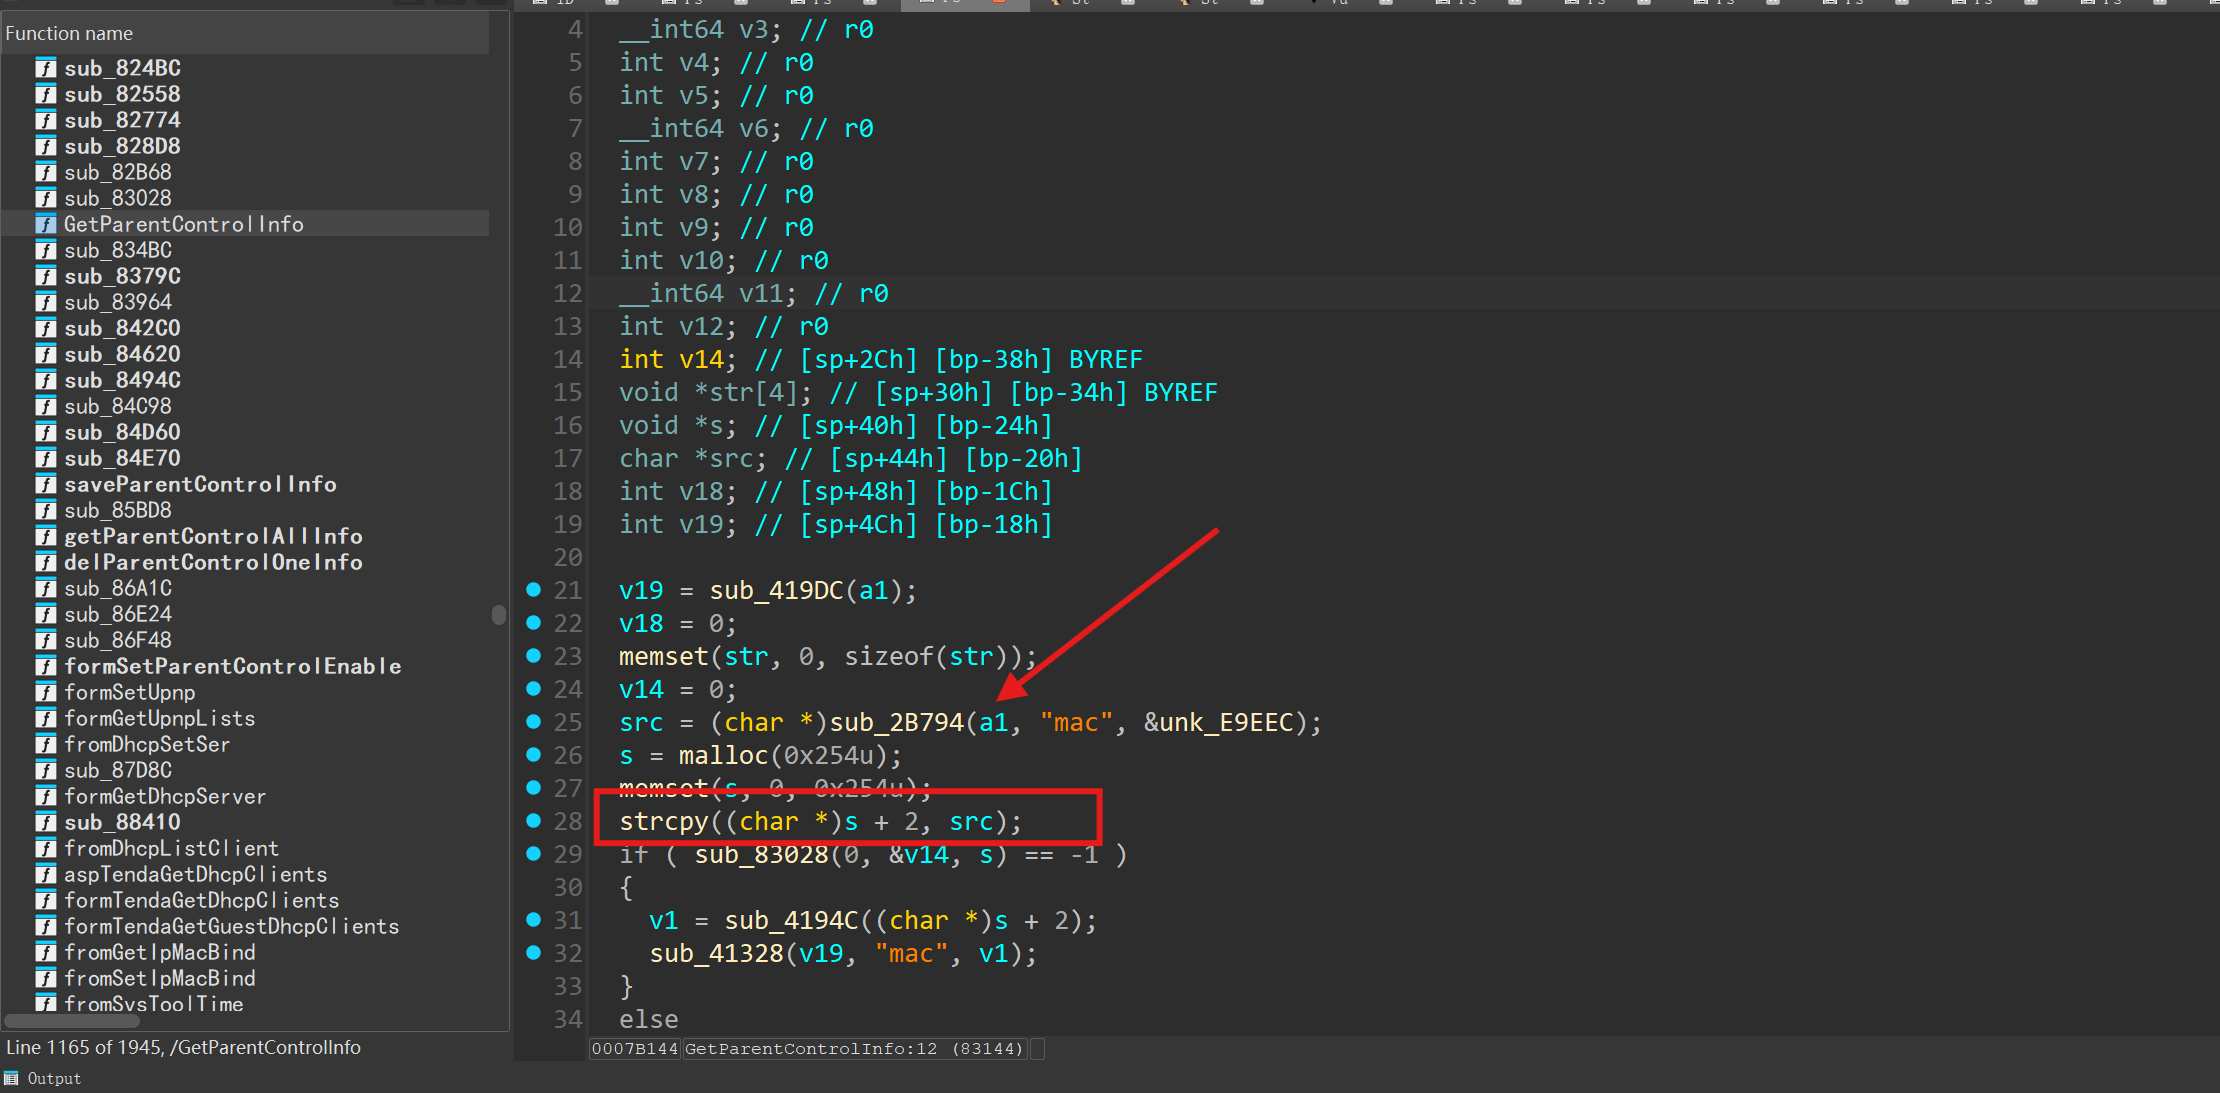 Function name
sub_824BC
sub_82558
sub_82774
sub_828D8
sub_82B68
sub_83028
GetParentControlInfo
sub_834BC
sub_8379C
sub_83964
sub_842C0
sub_84620
sub_8494C
sub_84C98
sub_84D60
sub_84E70
saveParentControlInfo
sub_85BD8
getParentControlAllInfo
delParentControlOneInfo
sub_86A1C
sub_86E24
sub_86F48
formSetParentControlEnable
formSetUpnp
formGetUpnpLists
fromDhcpSetSer
sub_87D8C
formGetDhcpServer
sub_88410
fromDhcpListClient
aspTendaGetDhcpClients
formTendaGetDhcpClients
formTendaGetGuestDhcpClients
fromGetIpMacBind
fromSetIpMacBind
fromSysToolTime
Line 1165 of 1945, /GetParentControlInfo
Output
4 __int64 v3; // r0
5 int v4; // r0
6 int v5; // r0
7 __int64 v6; // r0
8 int v7; // r0
9 int v8; // r0
10 int v9; // r0
11 int v10; // r0
12 __int64 v11; // r0
13 int v12; // r0
14 int v14; // [sp+2Ch] [bp-38h] BYREF
15 void *str[4]; // [sp+30h] [bp-34h] BYREF
16 void *s; // [sp+40h] [bp-24h]
17 char *src; // [sp+44h] [bp-20h]
18 int v18; // [sp+48h] [bp-1Ch]
19 int v19; // [sp+4Ch] [bp-18h]
20
21 v19 = sub_419DC(a1);
22 v18 = 0;
23 memset(str, 0, sizeof(str));
24 v14 = 0;
25 src = (char *)sub_2B794(a1, "mac", &unk_E9EEC);
26 s = malloc(0x254u);
27 memset(s, 0, 0x254u);
28 strcpy((char *)s + 2, src);
29 if ( sub_83028(0, &v14, s) == -1 )
30 {
31 v1 = sub_4194C((char *)s + 2);
32 sub_41328(v19, "mac", v1);
33 }
34 else
0007B144 GetParentControlInfo:12 (83144)